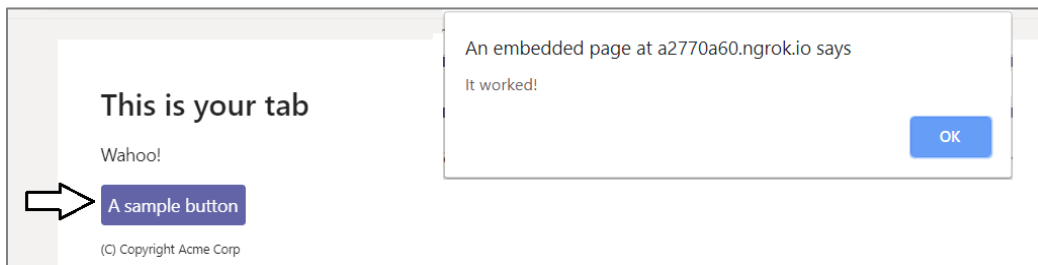 This is your tab
Wahoo!
A sample button
(C) Copyright Acme Corp
An embedded page at a2770a60.ngrok.io says
It worked!
OK